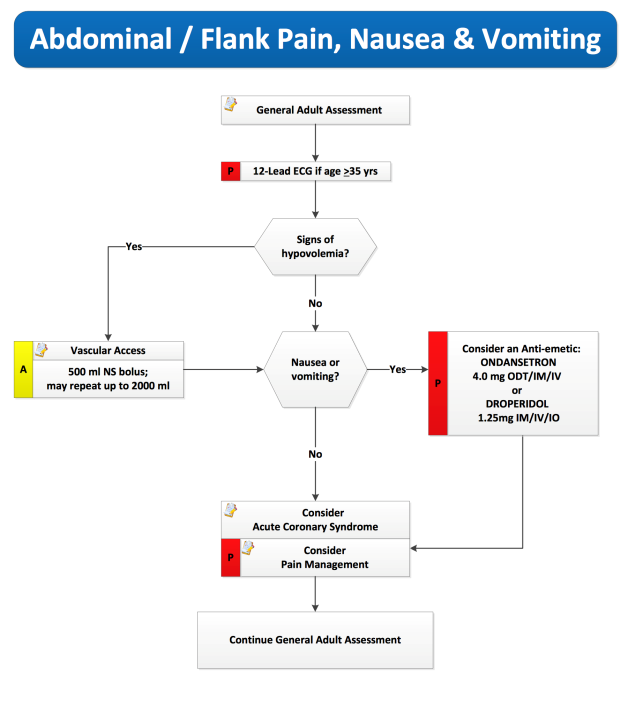 Abdominal / Flank Pain, Nausea & Vomiting
General Adult Assessment
P
12-Lead ECG if age ≥35 yrs
Signs of
hypovolemia?
Yes
No
A
Vascular Access
500 ml NS bolus;
may repeat up to 2000 ml
Nausea or
vomiting?
Yes
P
Consider an Anti-emetic:
ONDANSETRON
4.0 mg ODT/IM/IV
or
DROPERIDOL
1.25mg IM/IV/IO
No
Consider
Acute Coronary Syndrome
P
Consider
Pain Management
Continue General Adult Assessment